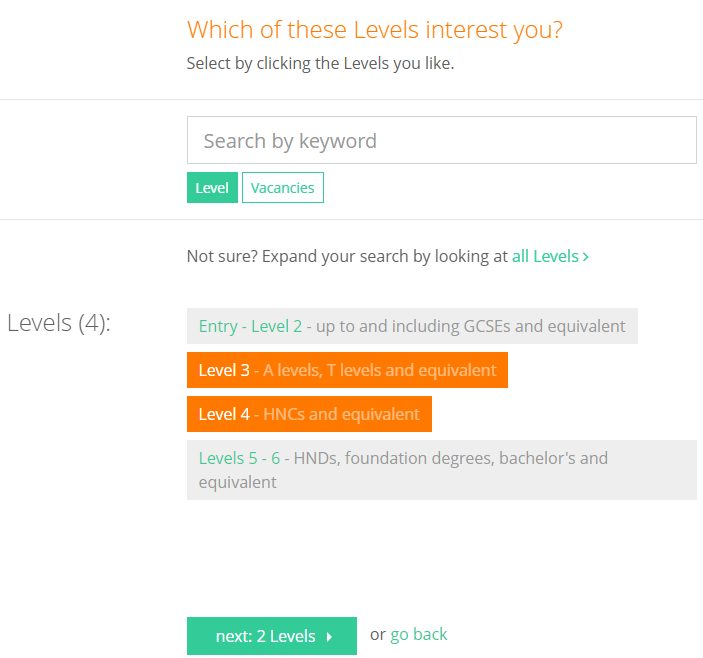 Which of these Levels interest you?
Select by clicking the Levels you like.
Search by keyword
Level Vacancies
Not sure? Expand your search by looking at all Levels ›
Levels (4):
Entry - Level 2 - up to and including GCSEs and equivalent
Level 3 - A levels, T levels and equivalent
Level 4 - HNCs and equivalent
Levels 5 - 6 - HNDs, foundation degrees, bachelor's and
equivalent
next: 2 Levels or go back